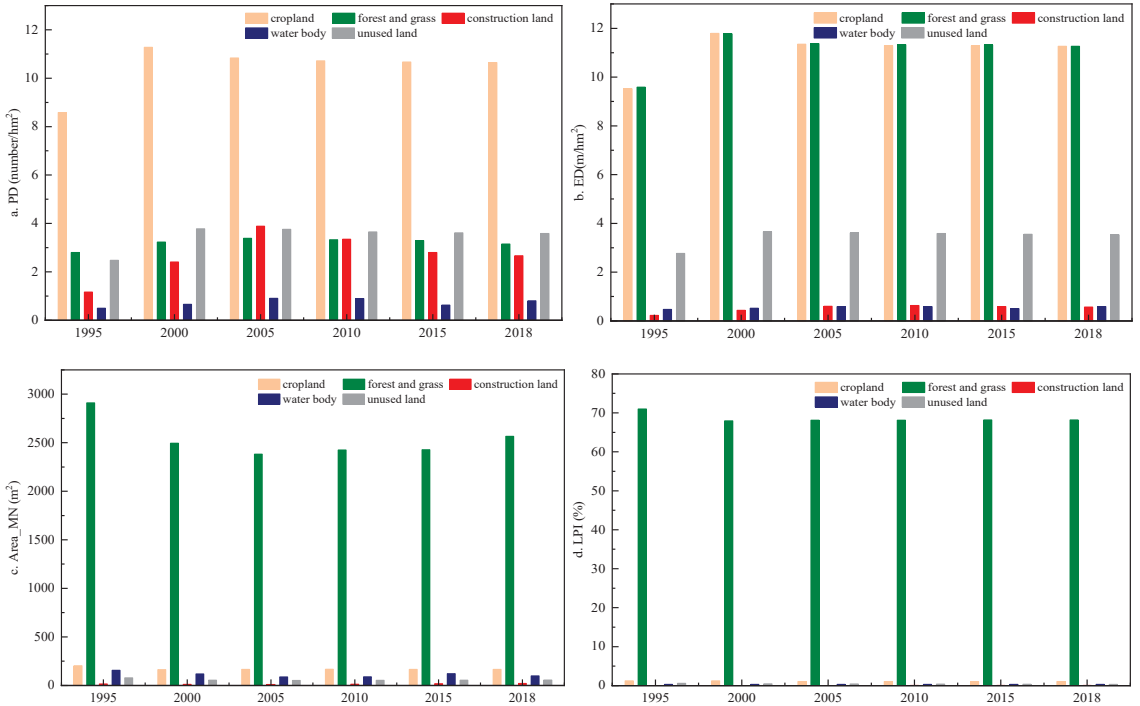 cropland forest and grass construction land
water body unused land
12
10
8
6
4
2
0
a. PD (number/hm²)
1995 2000 2005 2010 2015 2018
cropland forest and grass construction land
water body unused land
12
10
8
6
4
2
0
b. ED(m/hm²)
1995 2000 2005 2010 2015 2018
cropland forest and grass construction land
water body unused land
3000
2500
2000
1500
1000
500
0
c. Area_MN (m²)
1995 2000 2005 2010 2015 2018
cropland forest and grass construction land
water body unused land
80
70
60
50
40
30
20
10
0
d. LPI (%)
1995 2000 2005 2010 2015 2018